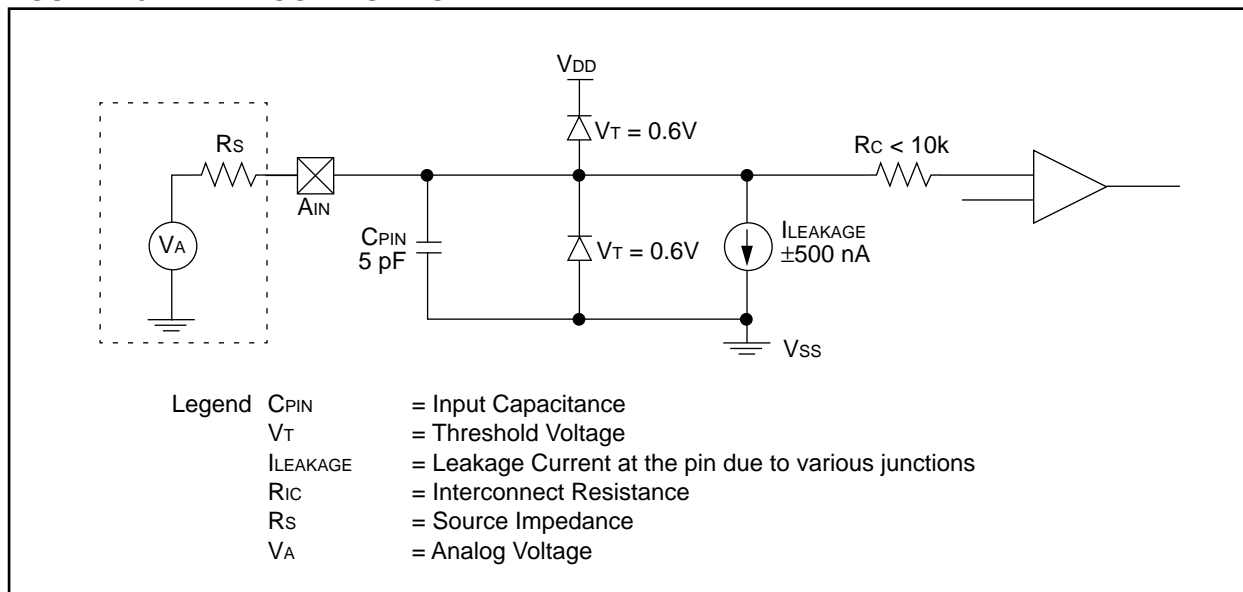 VDD
VT = 0.6V
RS
RC < 10k
AIN
VA
CPIN
5 pF
VT = 0.6V
ILEAKAGE
±500 nA
VSS
Legend CPIN = Input Capacitance
VT = Threshold Voltage
ILEAKAGE = Leakage Current at the pin due to various junctions
RIC = Interconnect Resistance
RS = Source Impedance
VA = Analog Voltage